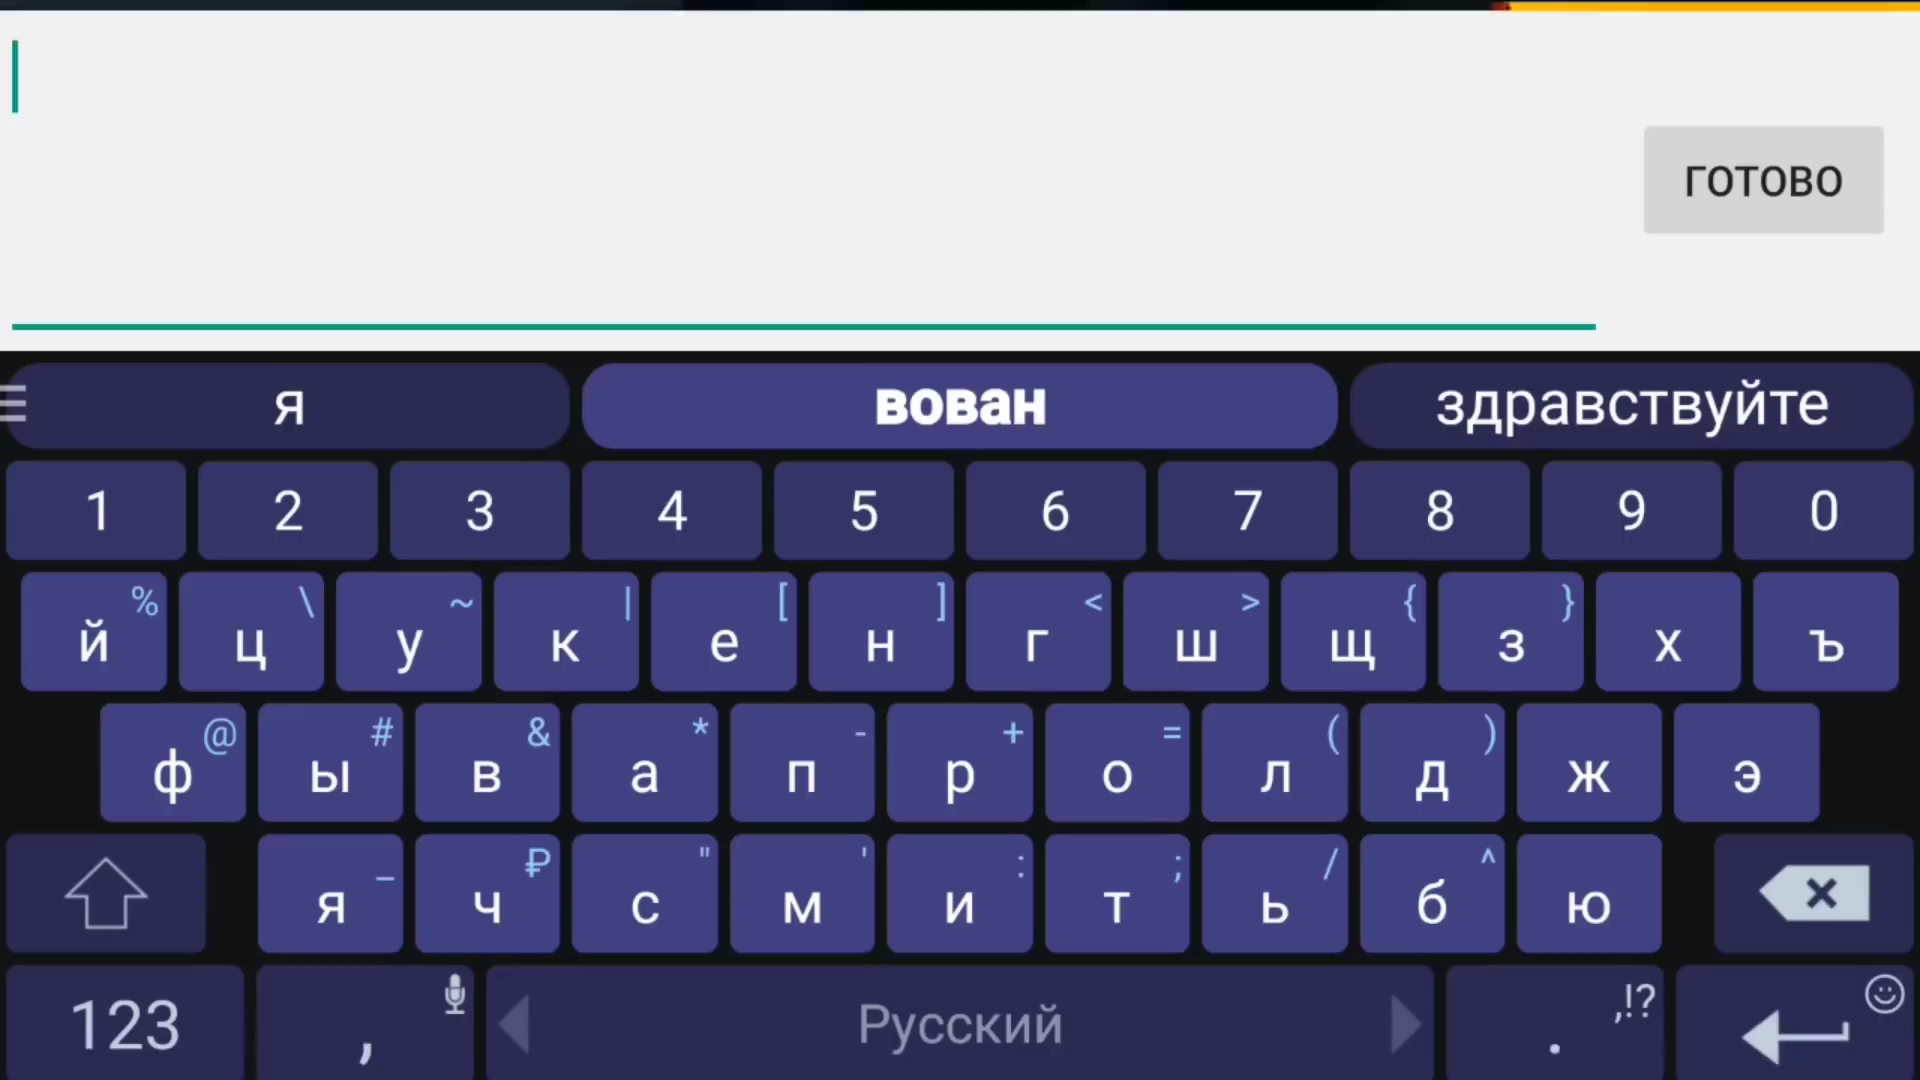 ГОТОВО
я вован здравствуйте
1 2 3 4 5 6 7 8 9 0
% \ ~ | [ ] < > { }
й ц у к е н г ш щ з х ъ
@ # & * - + = ( )
ф ы в а п р о л д ж э
_ ₽ " ' : ; / ^
я ч с м и т ь б ю
123 , Русский . ,!?